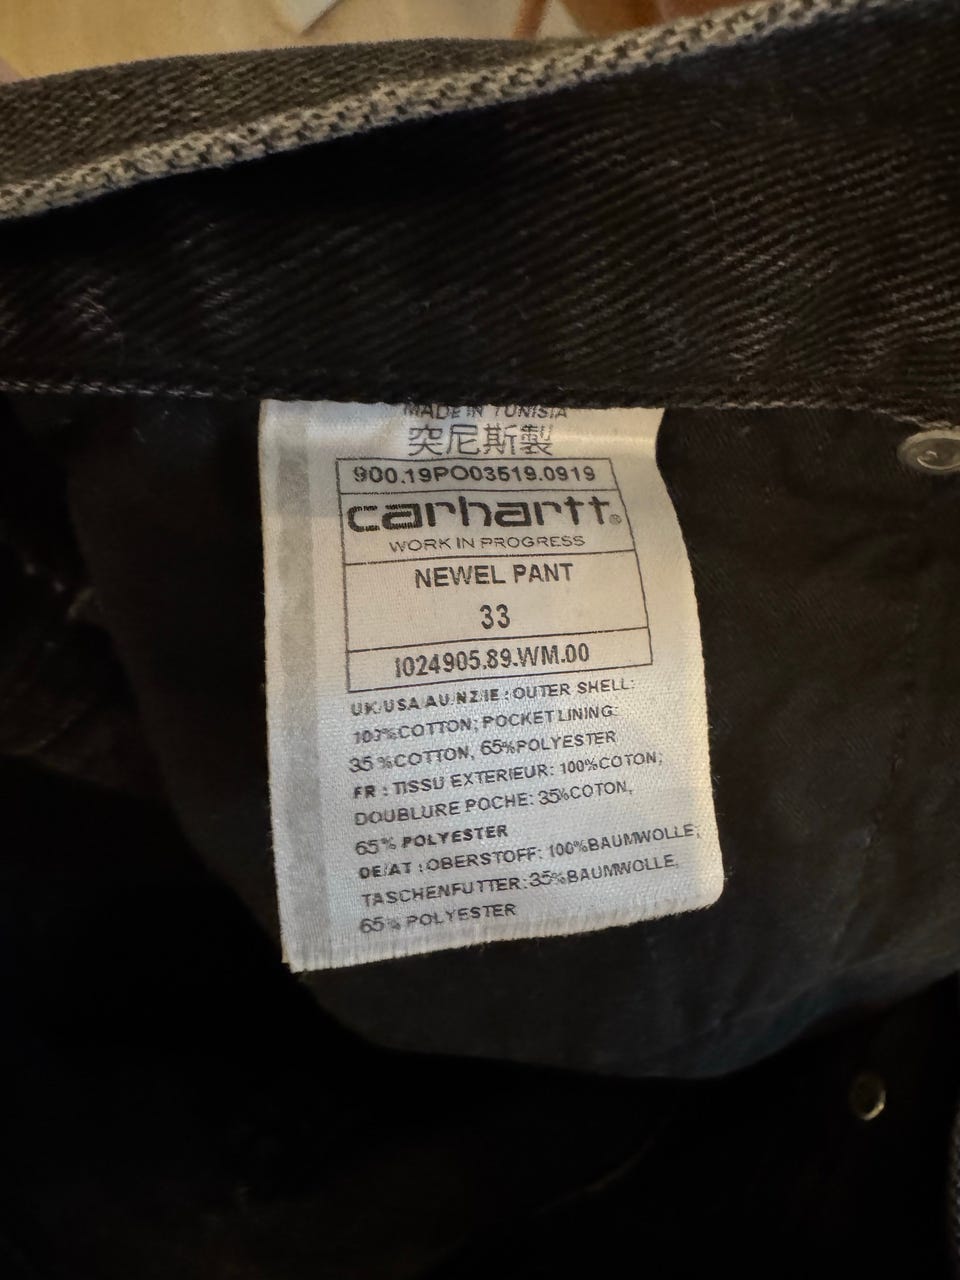 MADE IN TUNISIA
突尼斯製
900.19PO03519.0919
carhartt®
WORK IN PROGRESS
NEWEL PANT
33
I024905.89.WM.00
UK/USA/AU/NZ/IE : OUTER SHELL:
100%COTTON; POCKET LINING:
35 %COTTON, 65%POLYESTER
FR : TISSU EXTERIEUR: 100%COTON;
DOUBLURE POCHE: 35%COTON,
65% POLYESTER
DE/AT : OBERSTOFF: 100%BAUMWOLLE;
TASCHENFUTTER: 35%BAUMWOLLE,
65% POLYESTER